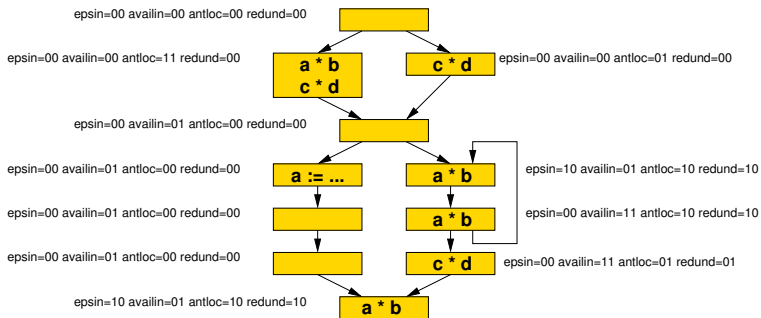 epsin=00 availin=00 antloc=00 redund=00
epsin=00 availin=00 antloc=11 redund=00
a * b
c * d
c * d
epsin=00 availin=00 antloc=01 redund=00
epsin=00 availin=01 antloc=00 redund=00
epsin=00 availin=01 antloc=00 redund=00
a := ...
a * b
epsin=10 availin=01 antloc=10 redund=10
epsin=00 availin=01 antloc=00 redund=00
a * b
epsin=00 availin=11 antloc=10 redund=10
epsin=00 availin=01 antloc=00 redund=00
c * d
epsin=00 availin=11 antloc=01 redund=01
epsin=10 availin=01 antloc=10 redund=10
a * b